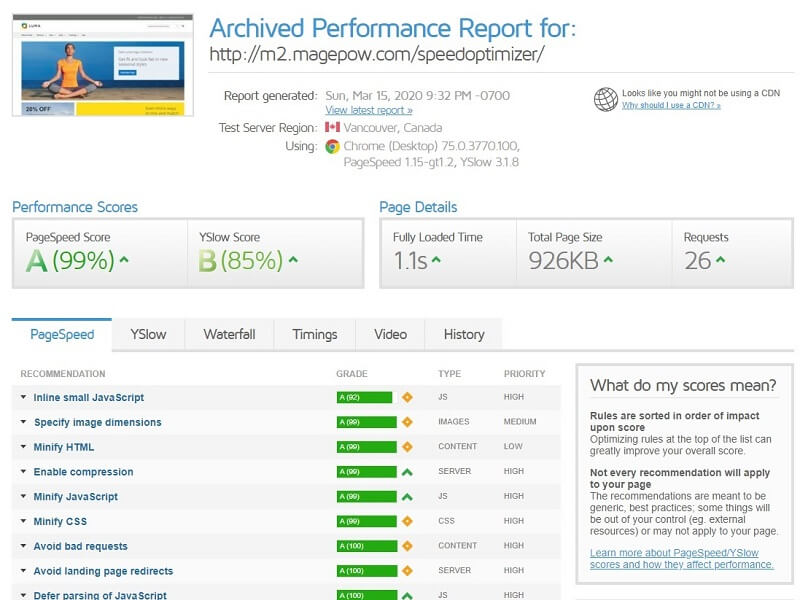 LUMA
20% OFF
Archived Performance Report for:
http://m2.magepow.com/speedoptimizer/
Report generated: Sun, Mar 15, 2020 9:32 PM -0700
View latest report »
Test Server Region: Vancouver, Canada
Using: Chrome (Desktop) 75.0.3770.100,
PageSpeed 1.15-gt1.2, YSlow 3.1.8
Looks like you might not be using a CDN
Why should I use a CDN? »
Performance Scores
PageSpeed Score
A (99%)
YSlow Score
B (85%)
Page Details
Fully Loaded Time
1.1s
Total Page Size
926KB
Requests
26
PageSpeed YSlow Waterfall Timings Video History
RECOMMENDATION GRADE TYPE PRIORITY
Inline small JavaScript A (92) JS HIGH
Specify image dimensions A (99) IMAGES MEDIUM
Minify HTML A (99) CONTENT LOW
Enable compression A (99) SERVER HIGH
Minify JavaScript A (99) JS HIGH
Minify CSS A (99) CSS HIGH
Avoid bad requests A (100) CONTENT HIGH
Avoid landing page redirects A (100) SERVER HIGH
Defer parsing of JavaScript A (100) JS HIGH
What do my scores mean?
Rules are sorted in order of impact
upon score
Optimizing rules at the top of the list can
greatly improve your overall score.
Not every recommendation will apply
to your page
The recommendations are meant to be
generic, best practices; some things will
be out of your control (eg. external
resources) or may not apply to your page.
Learn more about PageSpeed/YSlow
scores and how they affect performance.